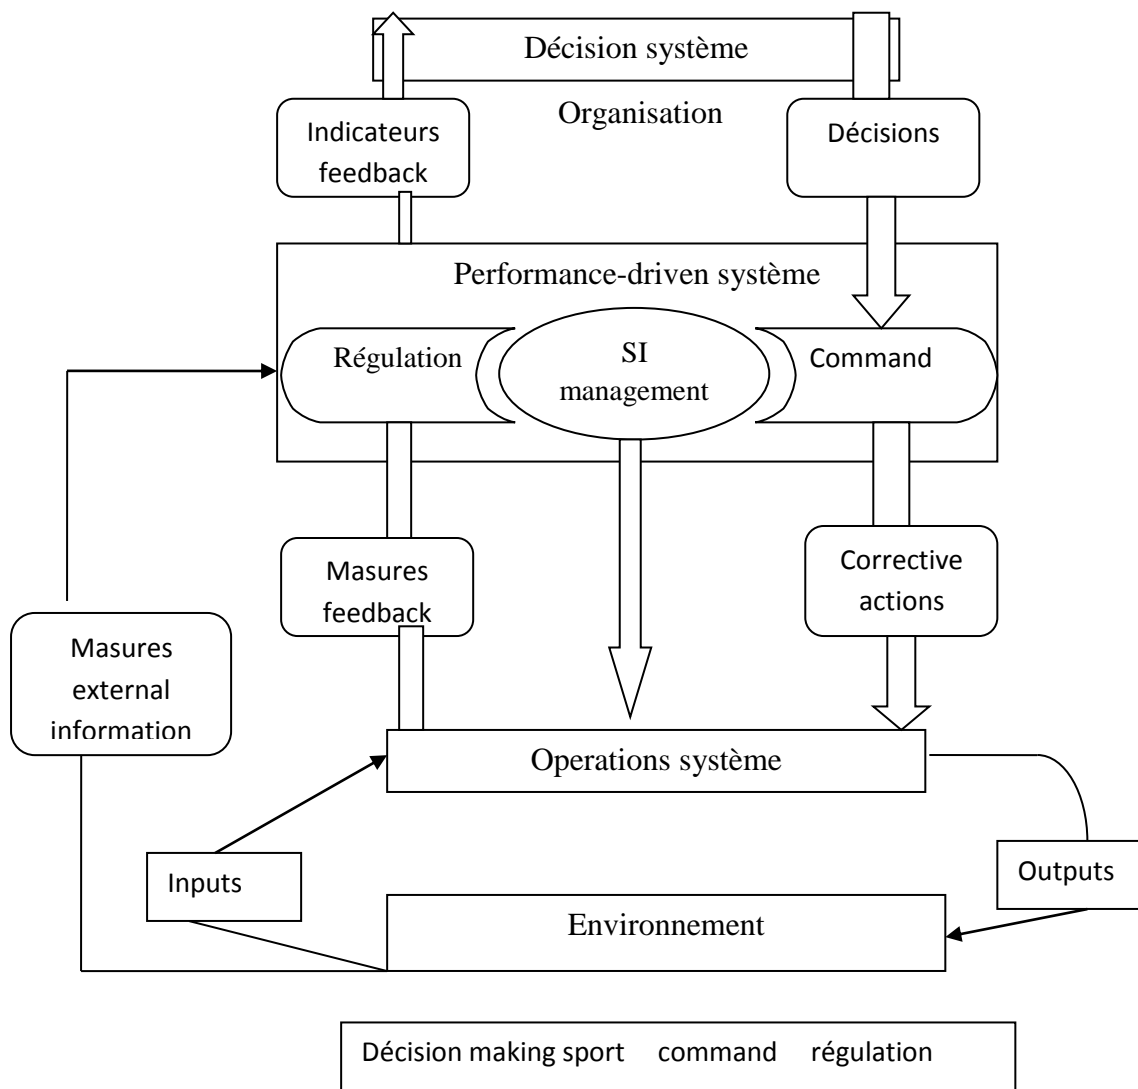 Décision système
Organisation
Indicateurs
feedback
Décisions
Performance-driven système
Régulation
SI
management
Command
Masures
feedback
Corrective
actions
Masures
external
information
Operations système
Inputs
Outputs
Environnement
Décision making sport command régulation